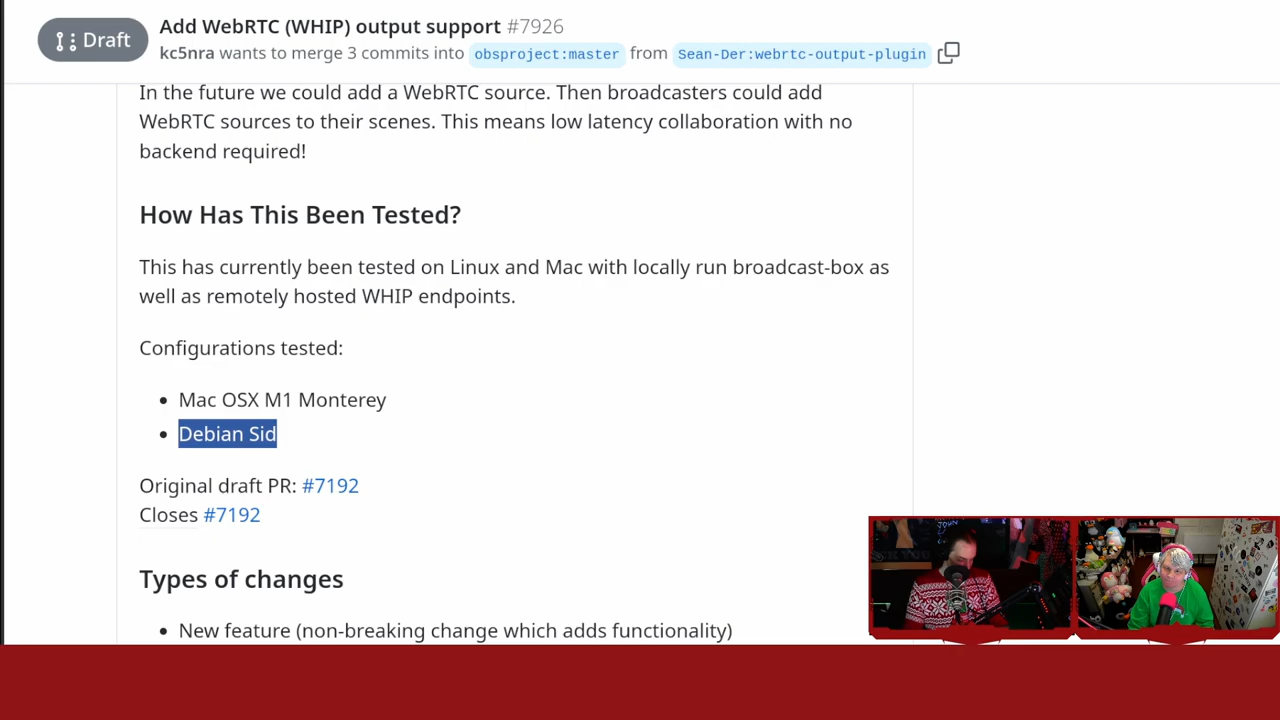 Draft
Add WebRTC (WHIP) output support #7926
kc5nra wants to merge 3 commits into obsproject:master from Sean-Der:webrtc-output-plugin
In the future we could add a WebRTC source. Then broadcasters could add
WebRTC sources to their scenes. This means low latency collaboration with no
backend required!
How Has This Been Tested?
This has currently been tested on Linux and Mac with locally run broadcast-box as
well as remotely hosted WHIP endpoints.
Configurations tested:
Mac OSX M1 Monterey
Debian Sid
Original draft PR: #7192
Closes #7192
Types of changes
New feature (non-breaking change which adds functionality)